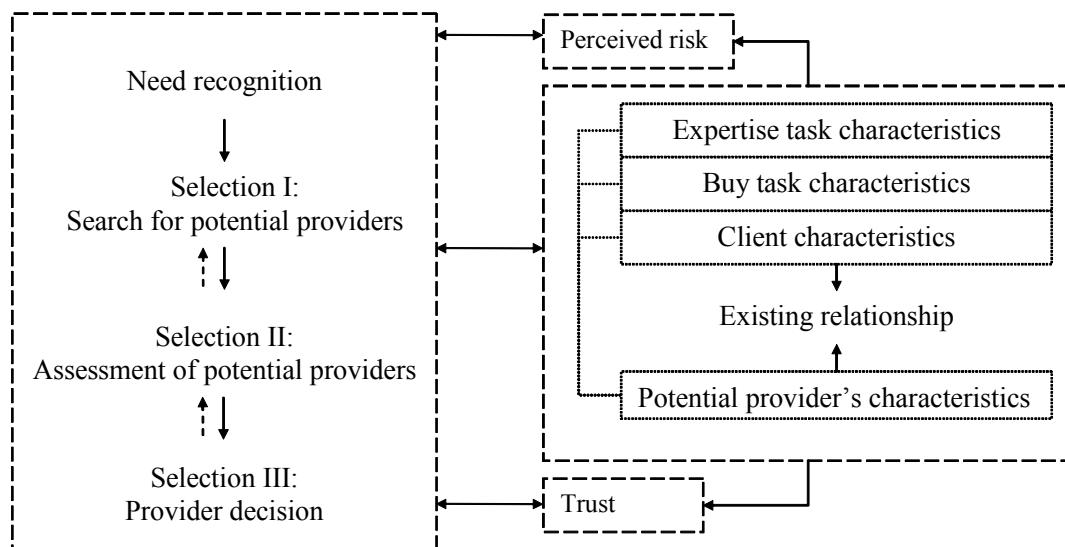 Need recognition
Selection I:
Search for potential providers
Selection II:
Assessment of potential providers
Selection III:
Provider decision
Perceived risk
Expertise task characteristics
Buy task characteristics
Client characteristics
Existing relationship
Potential provider’s characteristics
Trust